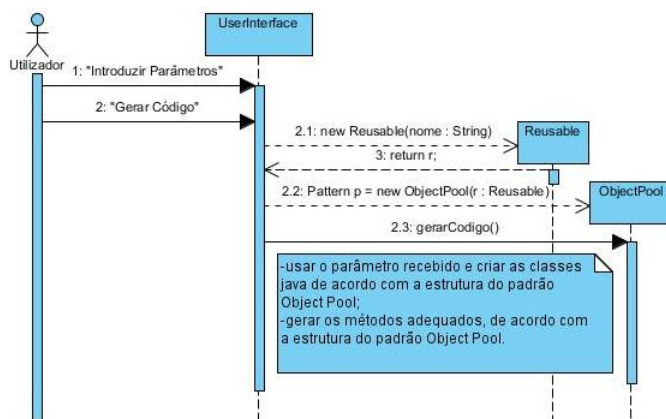 UserInterface
Utilizador
1: "Introduzir Parâmetros"
2: "Gerar Código"
2.1: new Reusable(nome : String)
Reusable
3: return r;
2.2: Pattern p = new ObjectPool(r : Reusable)
ObjectPool
2.3: gerarCodigo()
-usar o parâmetro recebido e criar as classes
java de acordo com a estrutura do padrão
Object Pool;
-gerar os métodos adequados, de acordo com
a estrutura do padrão Object Pool.